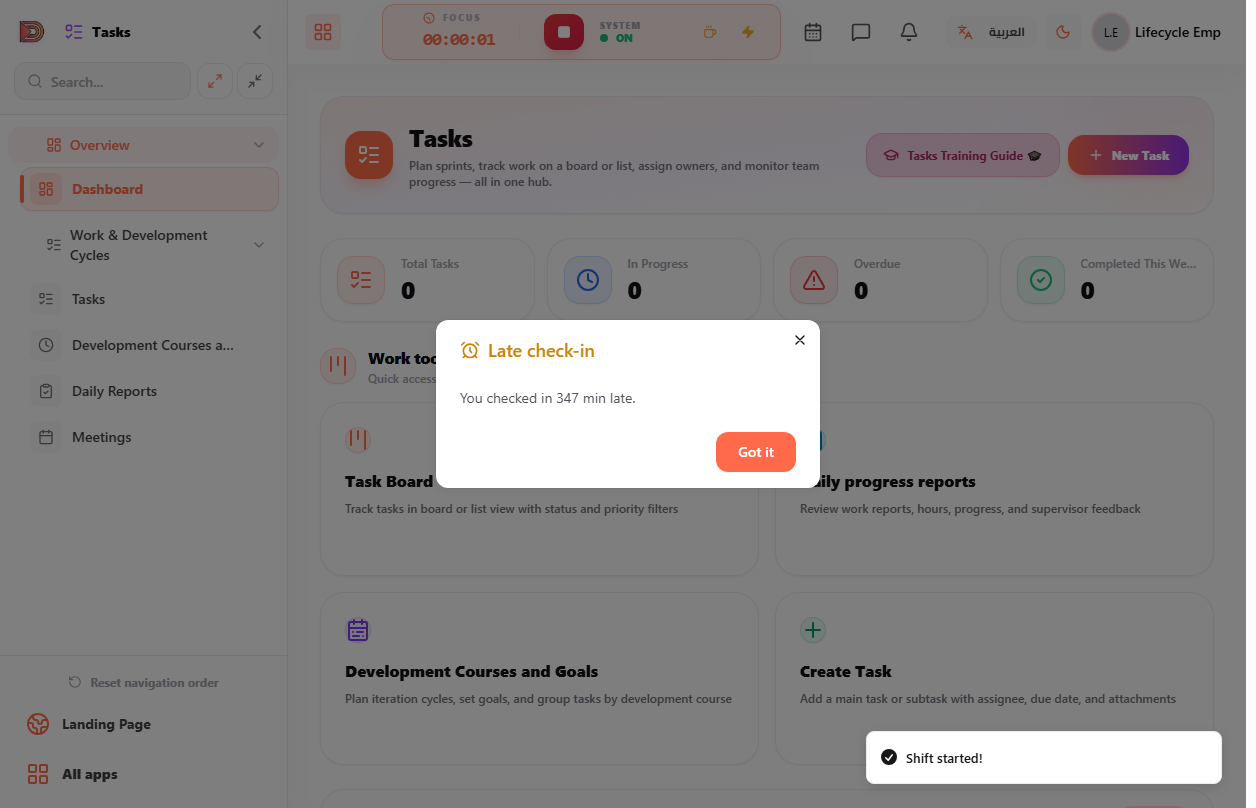 Tasks
Search...
Overview
Dashboard
Work & Development
Cycles
Tasks
Development Courses a...
Daily Reports
Meetings
Reset navigation order
Landing Page
All apps
FOCUS
00:00:01
SYSTEM
ON
العربية
L.E
Lifecycle Emp
Tasks
Plan sprints, track work on a board or list, assign owners, and monitor team
progress — all in one hub.
Tasks Training Guide 🎓
New Task
Total Tasks
0
In Progress
0
Overdue
0
Completed This We...
0
Work too
Quick access
Late check-in
You checked in 347 min late.
Got it
Task Board
Track tasks in board or list view with status and priority filters
aily progress reports
Review work reports, hours, progress, and supervisor feedback
Development Courses and Goals
Plan iteration cycles, set goals, and group tasks by development course
Create Task
Add a main task or subtask with assignee, due date, and attachments
Shift started!